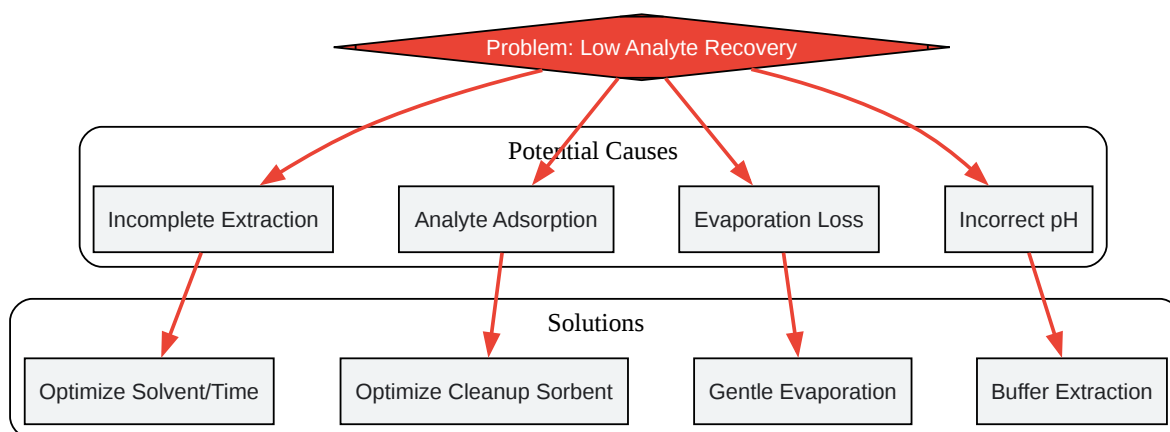 Problem: Low Analyte Recovery
Potential Causes
Incomplete Extraction
Analyte Adsorption
Evaporation Loss
Incorrect pH
Solutions
Optimize Solvent/Time
Optimize Cleanup Sorbent
Gentle Evaporation
Buffer Extraction